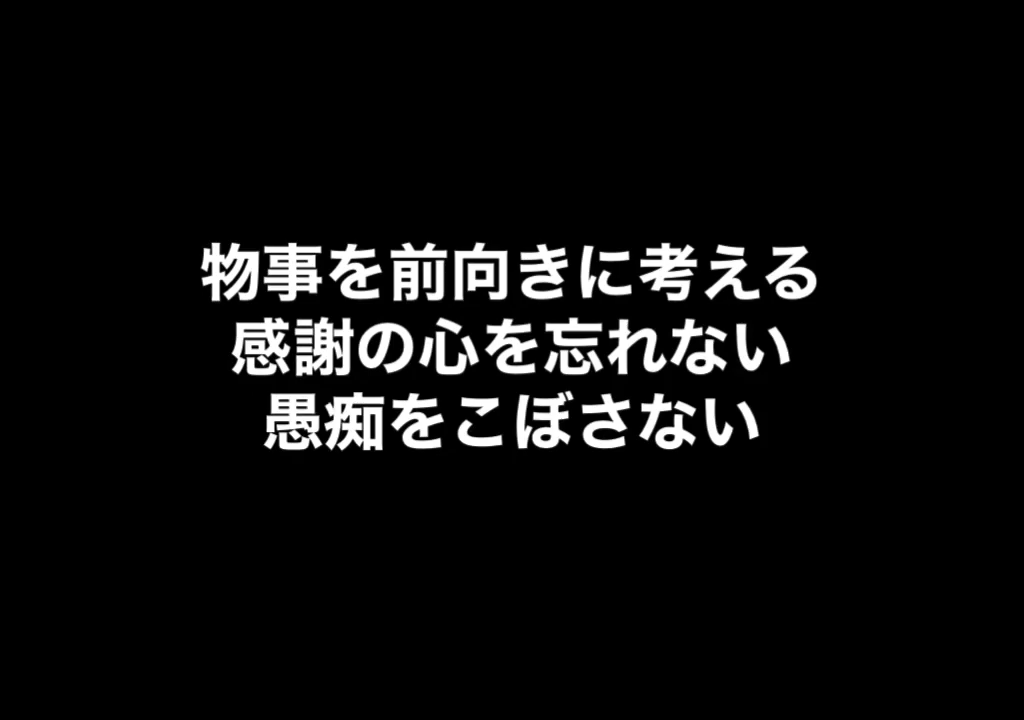 物事を前向きに考える
感謝の心を忘れない
愚痴をこぼさない